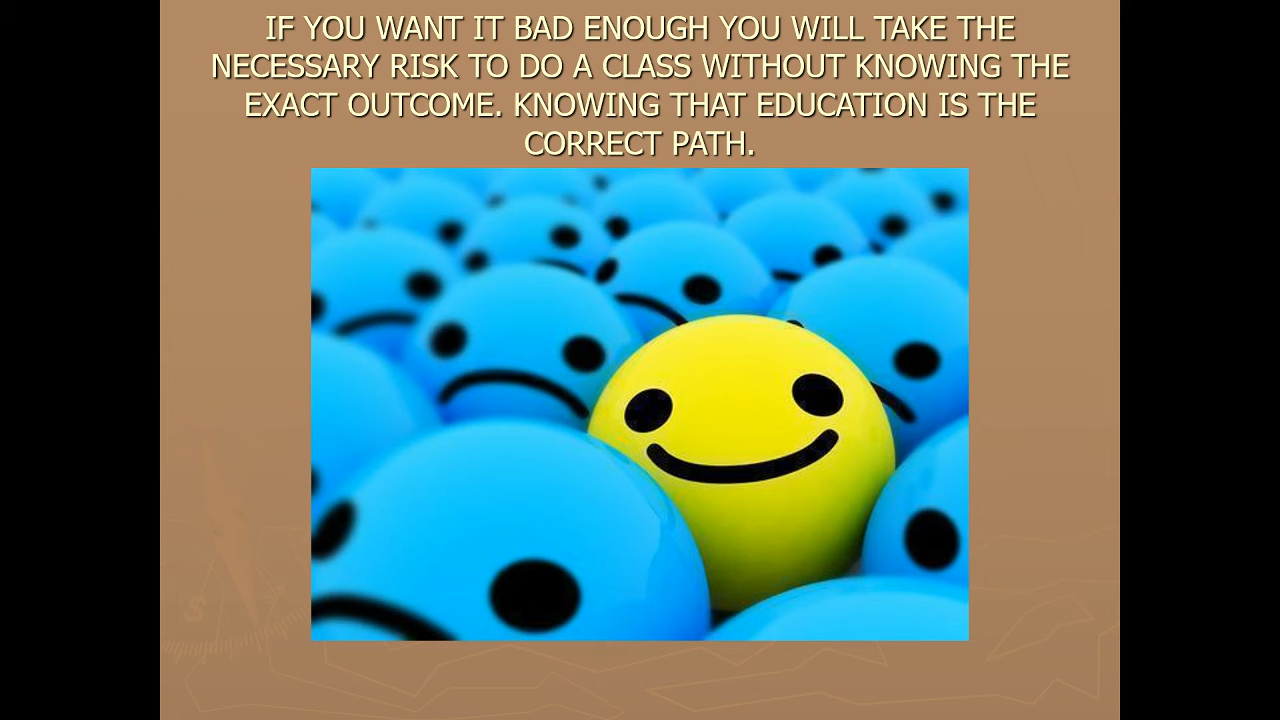 IF YOU WANT IT BAD ENOUGH YOU WILL TAKE THE
NECESSARY RISK TO DO A CLASS WITHOUT KNOWING THE
EXACT OUTCOME. KNOWING THAT EDUCATION IS THE
CORRECT PATH.